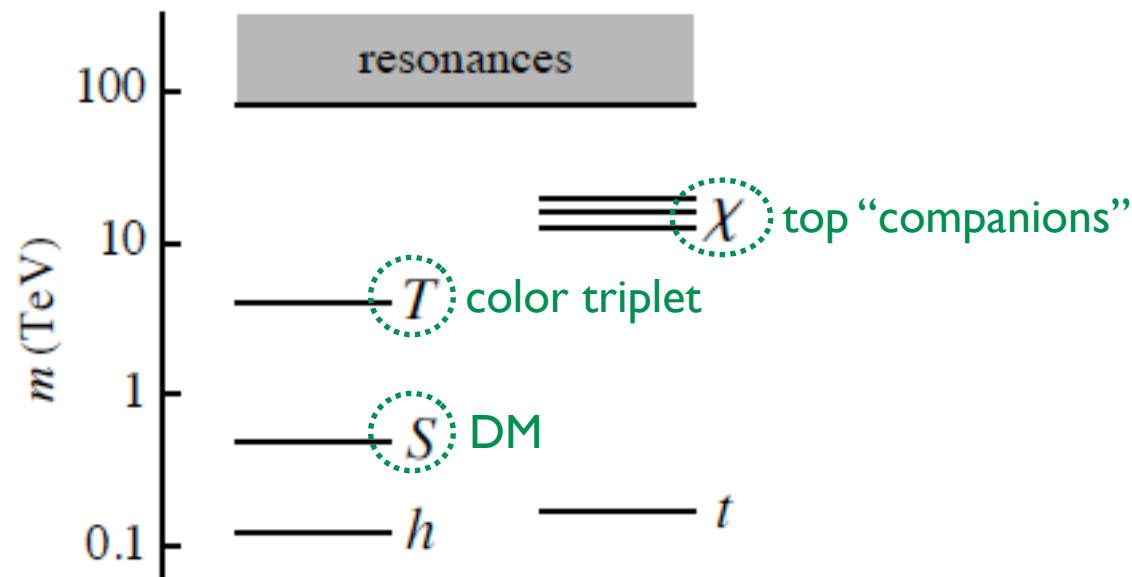 resonances
100
χ top “companions”
10
T color triplet
m (TeV)
1
S DM
t
h
0.1